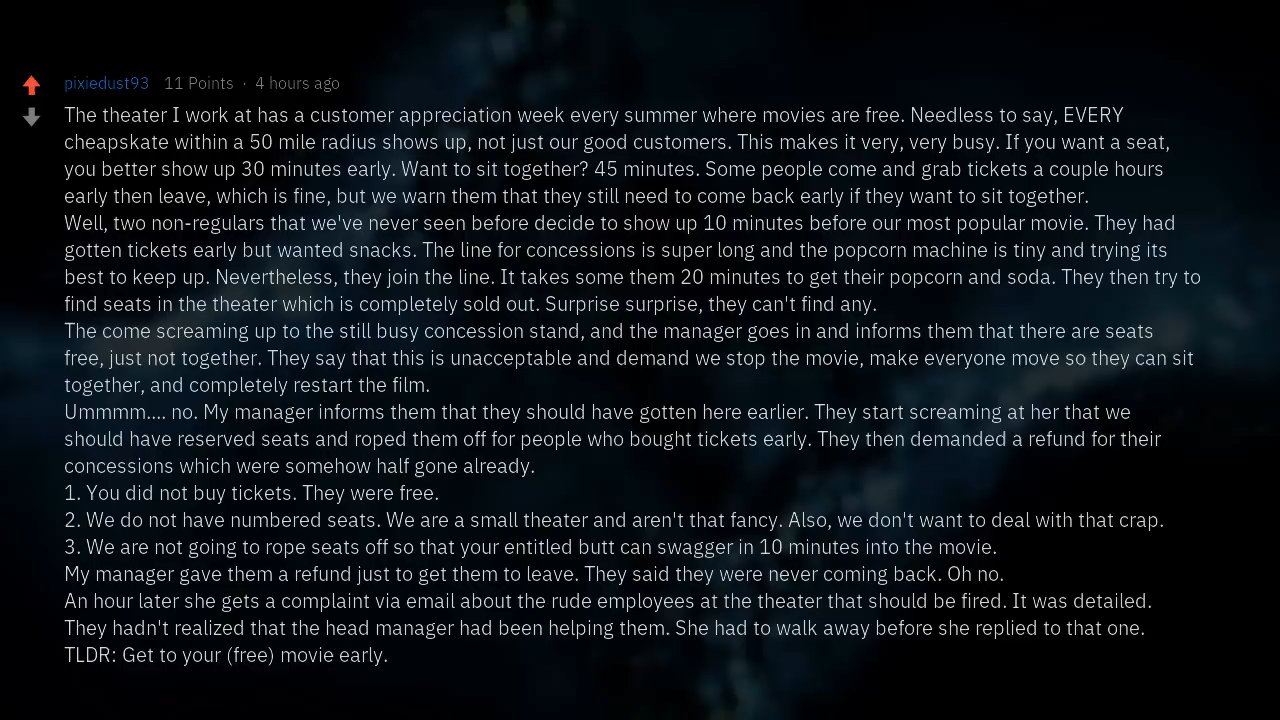 pixiedust93 11 Points · 4 hours ago
The theater I work at has a customer appreciation week every summer where movies are free. Needless to say, EVERY
cheapskate within a 50 mile radius shows up, not just our good customers. This makes it very, very busy. If you want a seat,
you better show up 30 minutes early. Want to sit together? 45 minutes. Some people come and grab tickets a couple hours
early then leave, which is fine, but we warn them that they still need to come back early if they want to sit together.
Well, two non-regulars that we've never seen before decide to show up 10 minutes before our most popular movie. They had
gotten tickets early but wanted snacks. The line for concessions is super long and the popcorn machine is tiny and trying its
best to keep up. Nevertheless, they join the line. It takes some them 20 minutes to get their popcorn and soda. They then try to
find seats in the theater which is completely sold out. Surprise surprise, they can't find any.
The come screaming up to the still busy concession stand, and the manager goes in and informs them that there are seats
free, just not together. They say that this is unacceptable and demand we stop the movie, make everyone move so they can sit
together, and completely restart the film.
Ummmm.... no. My manager informs them that they should have gotten here earlier. They start screaming at her that we
should have reserved seats and roped them off for people who bought tickets early. They then demanded a refund for their
concessions which were somehow half gone already.
1. You did not buy tickets. They were free.
2. We do not have numbered seats. We are a small theater and aren't that fancy. Also, we don't want to deal with that crap.
3. We are not going to rope seats off so that your entitled butt can swagger in 10 minutes into the movie.
My manager gave them a refund just to get them to leave. They said they were never coming back. Oh no.
An hour later she gets a complaint via email about the rude employees at the theater that should be fired. It was detailed.
They hadn't realized that the head manager had been helping them. She had to walk away before she replied to that one.
TLDR: Get to your (free) movie early.